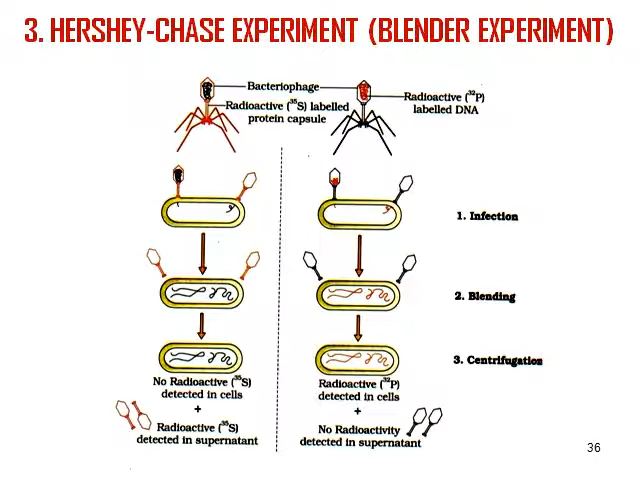 3. HERSHEY-CHASE EXPERIMENT (BLENDER EXPERIMENT)
Bacteriophage
Radioactive (³⁵S) labelled
protein capsule
Radioactive (³²P)
labelled DNA
1. Infection
2. Blending
3. Centrifugation
No Radioactive (³⁵S)
detected in cells
+
Radioactive (³⁵S)
detected in supernatant
Radioactive (³²P)
detected in cells
+
No Radioactivity
detected in supernatant
36